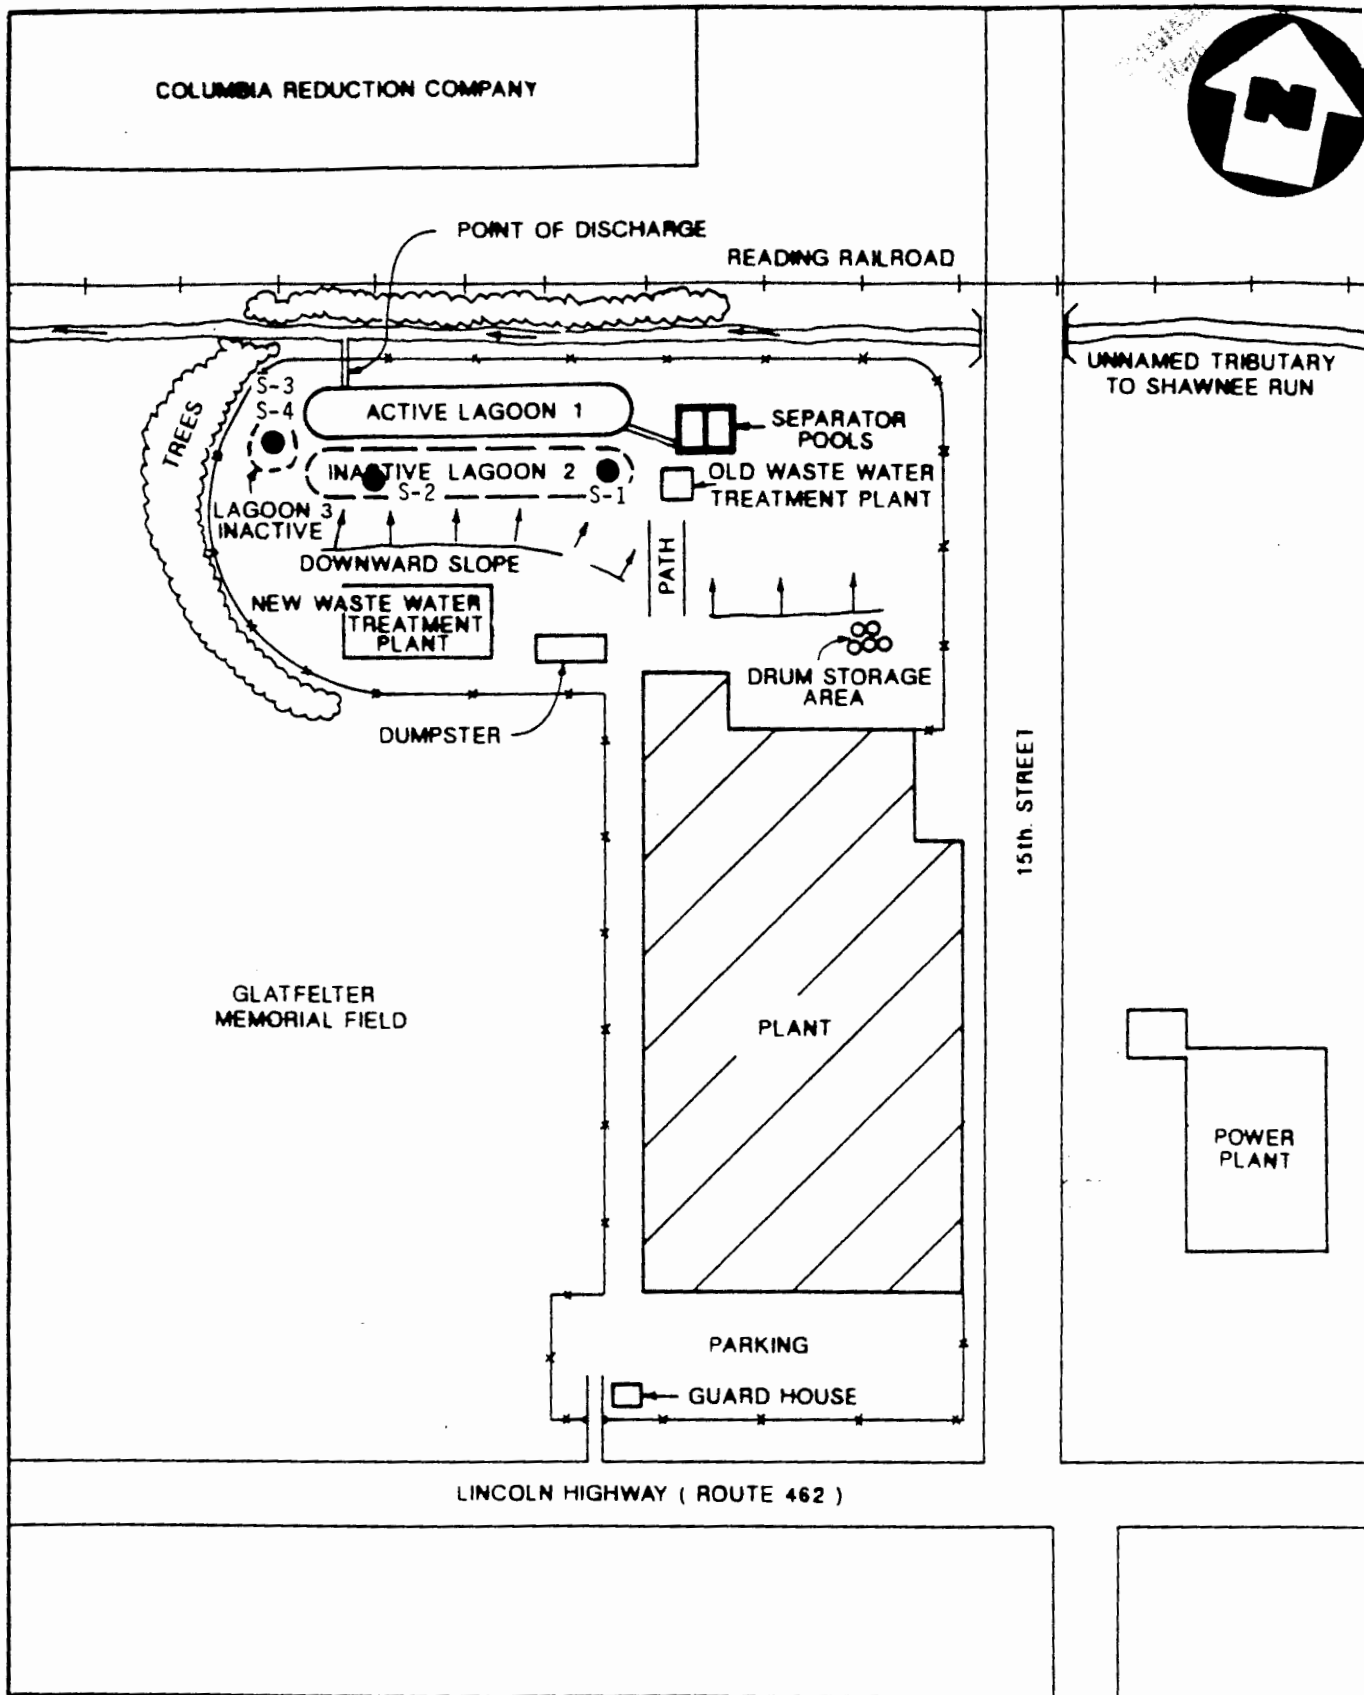 COLUMBIA REDUCTION COMPANY
N
POINT OF DISCHARGE
READING RAILROAD
UNNAMED TRIBUTARY
TO SHAWNEE RUN
TREES
S-3
S-4
ACTIVE LAGOON 1
SEPARATOR
POOLS
INACTIVE LAGOON 2
S-2
S-1
OLD WASTE WATER
TREATMENT PLANT
LAGOON 3
INACTIVE
DOWNWARD SLOPE
PATH
NEW WASTE WATER
TREATMENT
PLANT
DRUM STORAGE
AREA
DUMPSTER
15th. STREET
GLATFELTER
MEMORIAL FIELD
PLANT
POWER
PLANT
PARKING
GUARD HOUSE
LINCOLN HIGHWAY ( ROUTE 462 )